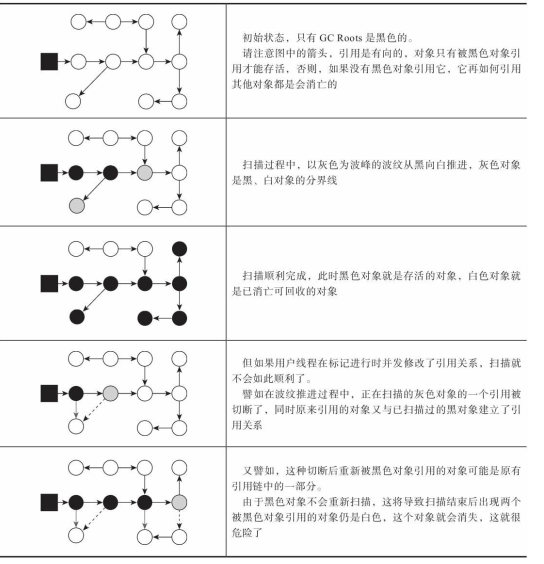 初始状态，只有 GC Roots 是黑色的。
请注意图中的箭头，引用是有向的，对象只有被黑色对象引
用才能存活，否则，如果没有黑色对象引用它，它再如何引用
其他对象都是会消亡的
扫描过程中，以灰色为波峰的波纹从黑向白推进，灰色对象
是黑、白对象的分界线
扫描顺利完成，此时黑色对象就是存活的对象，白色对象就
是已消亡可回收的对象
但如果用户线程在标记进行时并发修改了引用关系，扫描就
不会如此顺利了。
譬如在波纹推进过程中，正在扫描的灰色对象的一个引用被
切断了，同时原来引用的对象又与已扫描过的黑对象建立了引
用关系
又譬如，这种切断后重新被黑色对象引用的对象可能是原有
引用链中的一部分。
由于黑色对象不会重新扫描，这将导致扫描结束后出现两个
被黑色对象引用的对象仍是白色，这个对象就会消失，这就很
危险了